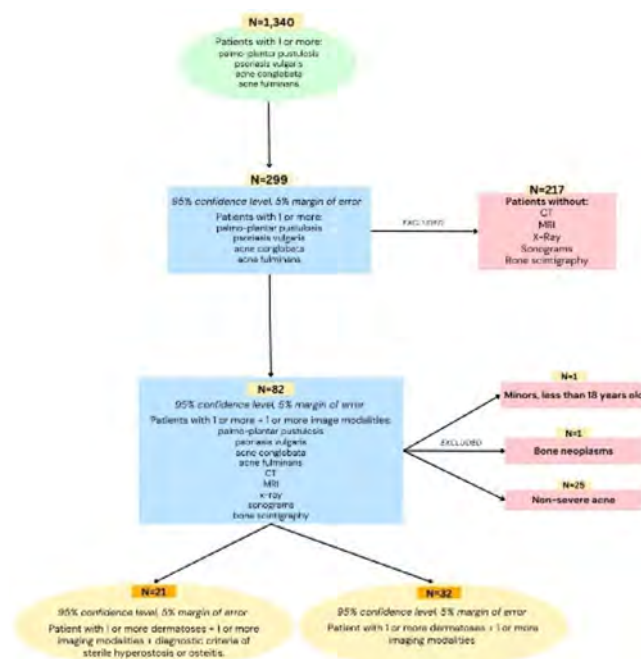 N=1,340
Patients with 1 or more:
palmo-plantar pustulosis
psoriasis vulgaris
acne conglobata
acne fulminans
N=299
95% confidence level, 5% margin of error
Patients with 1 or more:
palmo-plantar pustulosis
psoriasis vulgaris
acne conglobata
acne fulminans
EXCLUDED
N=217
Patients without:
CT
MRI
X-Ray
Sonograms
Bone scintigraphy
N=82
95% confidence level, 5% margin of error
Patients with 1 or more + 1 or more image modalities:
palmo-plantar pustulosis
psoriasis vulgaris
acne conglobata
acne fulminans
CT
MRI
x-ray
sonograms
bone scintigraphy
EXCLUDED
N=1
Minors, less than 18 years old
N=1
Bone neoplasms
N=25
Non-severe acne
N=21
95% confidence level, 5% margin of error
Patient with 1 or more dermatoses + 1 or more
imaging modalities + diagnostic criteria of
sterile hyperostosis or osteitis.
N=32
95% confidence level, 5% margin of error
Patient with 1 or more dermatoses + 1 or more
imaging modalities